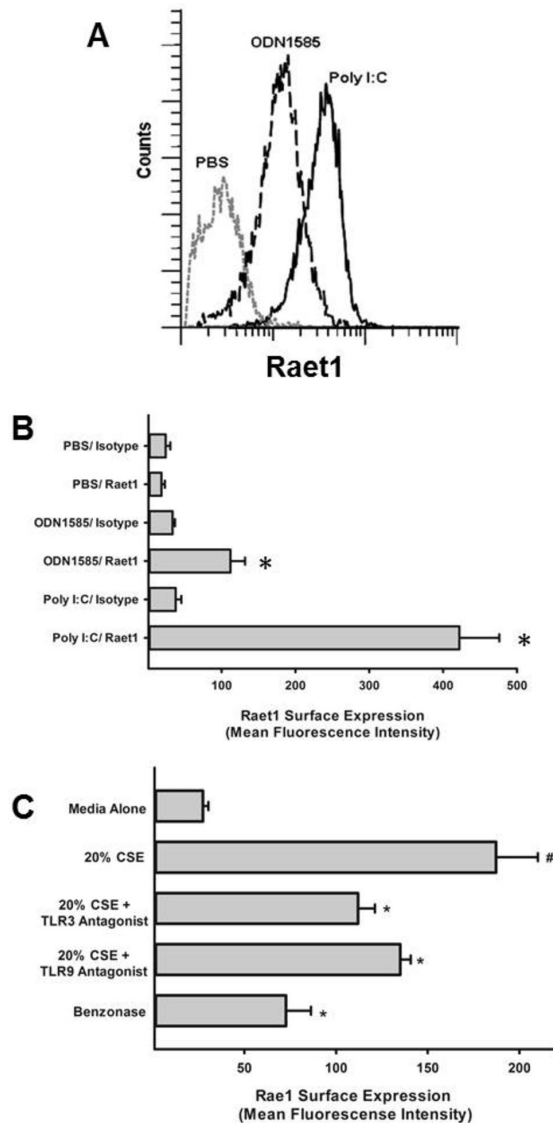 A
ODN1585
Poly I:C
PBS
Counts
Raet1
B
PBS/ Isotype
PBS/ Raet1
ODN1585/ Isotype
ODN1585/ Raet1
*
Poly I:C/ Isotype
Poly I:C/ Raet1
*
100 200 300 400 500
Raet1 Surface Expression
(Mean Fluorescence Intensity)
C
Media Alone
20% CSE
#
20% CSE +
TLR3 Antagonist
*
20% CSE +
TLR9 Antagonist
*
Benzonase
*
50 100 150 200
Rae1 Surface Expression
(Mean Fluorescense Intensity)